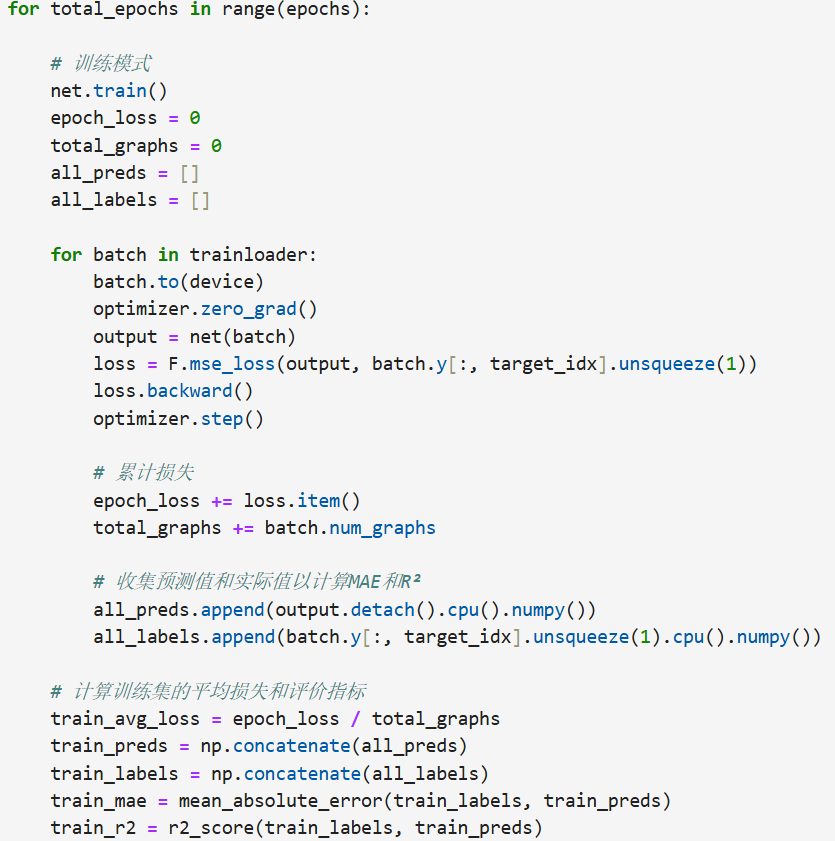 for total_epochs in range(epochs):
# 训练模式
net.train()
epoch_loss = 0
total_graphs = 0
all_preds = []
all_labels = []
for batch in trainloader:
batch.to(device)
optimizer.zero_grad()
output = net(batch)
loss = F.mse_loss(output, batch.y[:, target_idx].unsqueeze(1))
loss.backward()
optimizer.step()
# 累计损失
epoch_loss += loss.item()
total_graphs += batch.num_graphs
# 收集预测值和实际值以计算MAE和R²
all_preds.append(output.detach().cpu().numpy())
all_labels.append(batch.y[:, target_idx].unsqueeze(1).cpu().numpy())
# 计算训练集的平均损失和评价指标
train_avg_loss = epoch_loss / total_graphs
train_preds = np.concatenate(all_preds)
train_labels = np.concatenate(all_labels)
train_mae = mean_absolute_error(train_labels, train_preds)
train_r2 = r2_score(train_labels, train_preds)